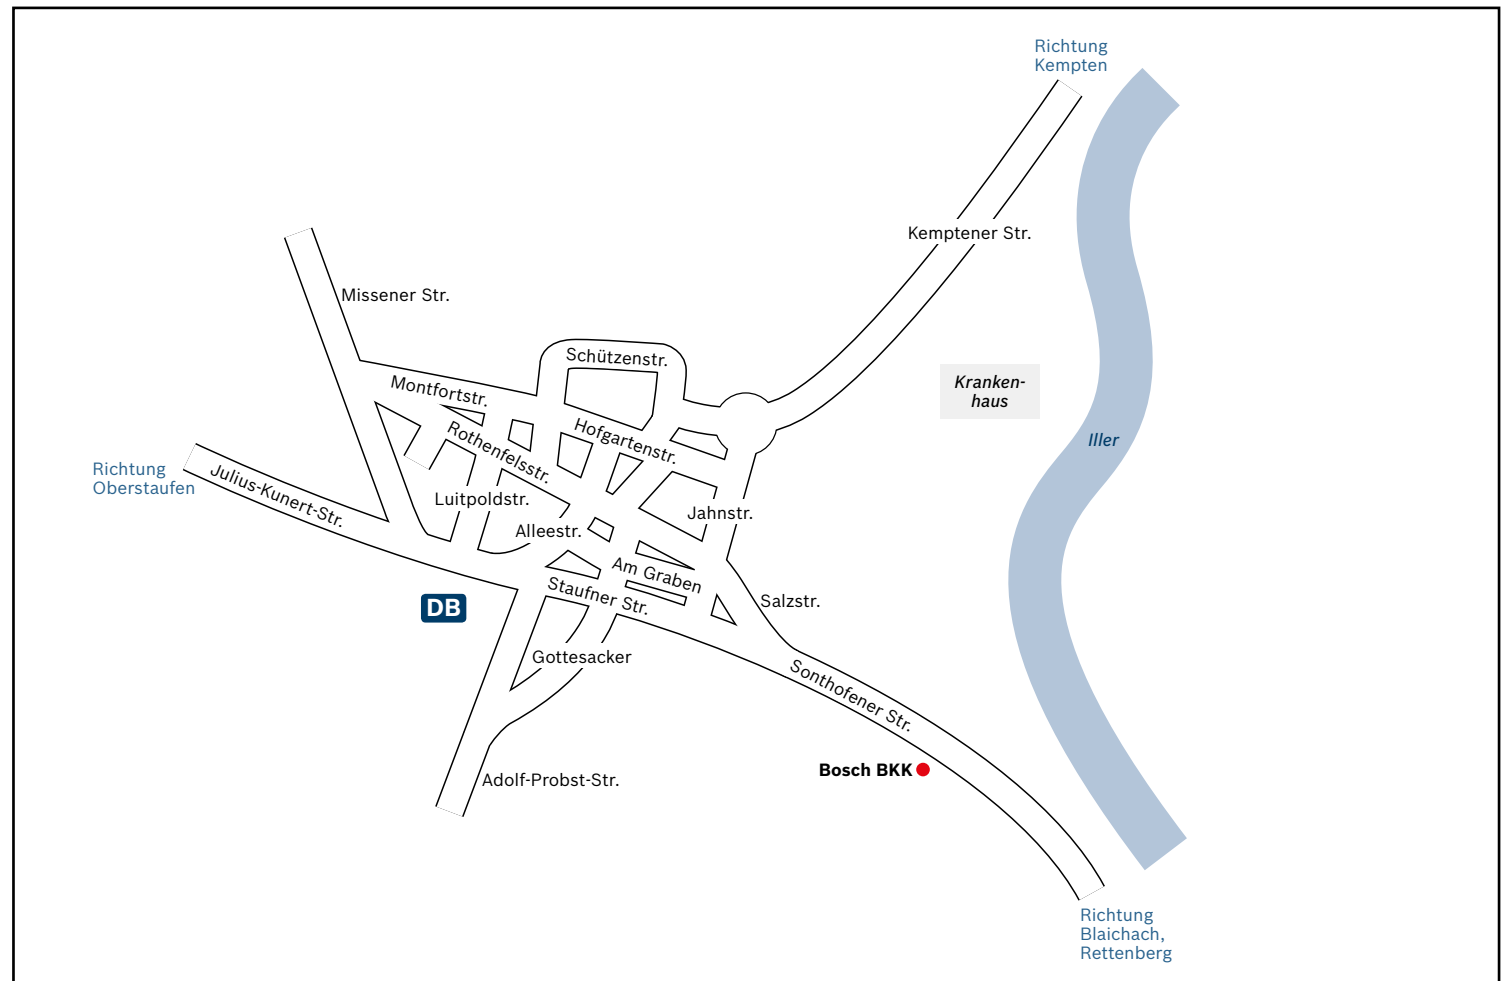 Richtung
Kempten
Kemptener Str.
Missener Str.
Schützenstr.
Montfortstr.
Kranken-
haus
Hofgartenstr.
Rothenfelsstr.
Iller
Richtung
Oberstaufen
Julius-Kunert-Str.
Luitpoldstr.
Jahnstr.
Alleestr.
Am Graben
Staufner Str.
Salzstr.
DB
Gottesacker
Sonthofener Str.
Bosch BKK
Adolf-Probst-Str.
Richtung
Blaichach,
Rettenberg